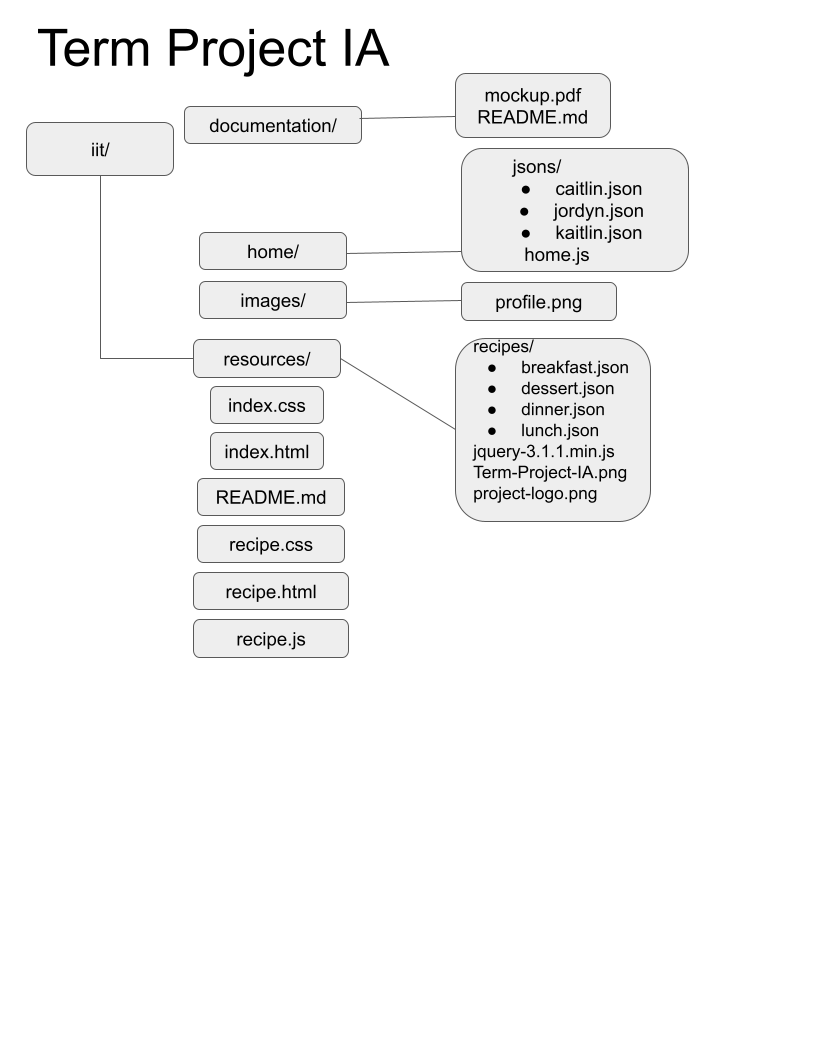 Term Project IA
iit/
documentation/
mockup.pdf
README.md
home/
jsons/
● caitlin.json
● jordyn.json
● kaitlin.json
home.js
images/
profile.png
resources/
recipes/
● breakfast.json
● dessert.json
● dinner.json
● lunch.json
jquery-3.1.1.min.js
Term-Project-IA.png
project-logo.png
index.css
index.html
README.md
recipe.css
recipe.html
recipe.js